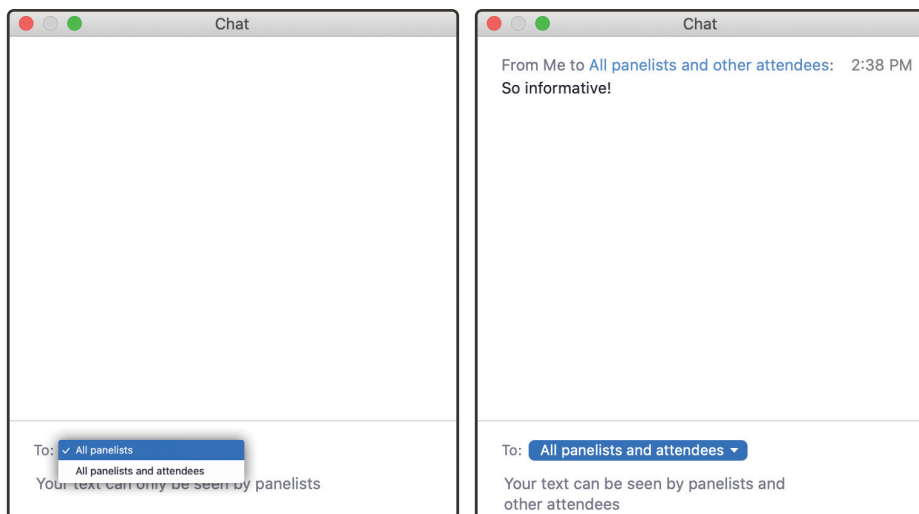 Chat
To: ✓ All panelists
All panelists and attendees
Your text can only be seen by panelists
Chat
From Me to All panelists and other attendees: 2:38 PM
So informative!
To: All panelists and attendees
Your text can be seen by panelists and
other attendees